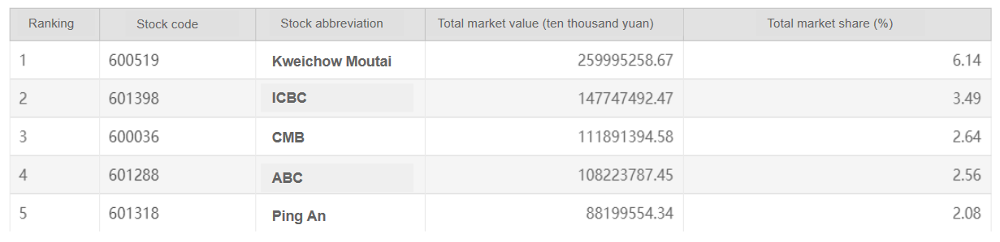 Ranking Stock code Stock abbreviation Total market value (ten thousand yuan) Total market share (%)
1 600519 Kweichow Moutai 259995258.67 6.14
2 601398 ICBC 147747492.47 3.49
3 600036 CMB 111891394.58 2.64
4 601288 ABC 108223787.45 2.56
5 601318 Ping An 88199554.34 2.08